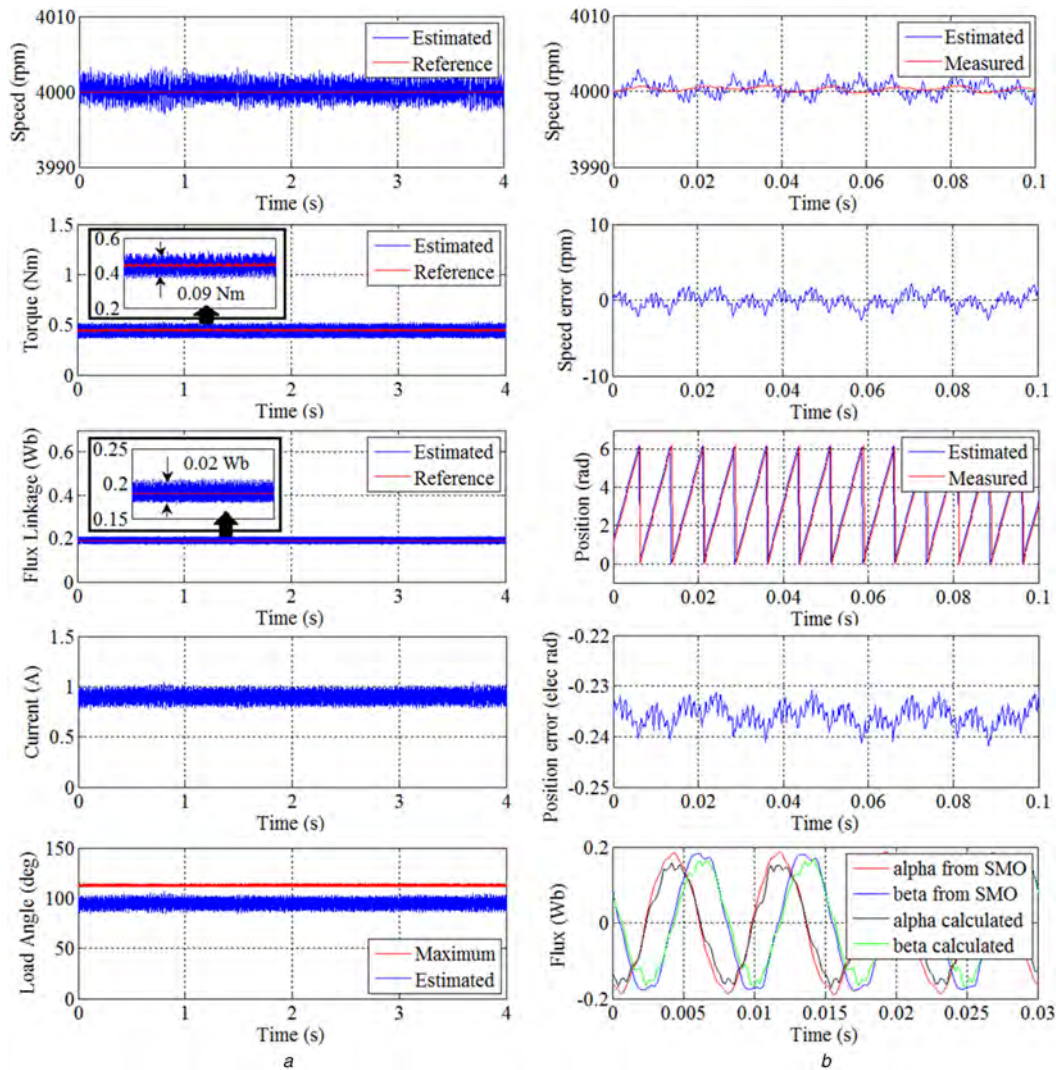 4010
4000
3990
Speed (rpm)
Estimated
Reference
0 1 2 3 4
Time (s)
1.5
1
0.5
0
Torque (Nm)
0.6
0.4
0.2
0.09 Nm
Estimated
Reference
0 1 2 3 4
Time (s)
0.6
0.4
0.2
0
Flux Linkage (Wb)
0.25
0.2
0.15
0.02 Wb
Estimated
Reference
0 1 2 3 4
Time (s)
1.5
1
0.5
0
Current (A)
0 1 2 3 4
Time (s)
150
100
50
0
Load Angle (deg)
Maximum
Estimated
0 1 2 3 4
Time (s)
a
4010
4000
3990
Speed (rpm)
Estimated
Measured
0 0.02 0.04 0.06 0.08 0.1
Time (s)
10
0
-10
Speed error (rpm)
0 0.02 0.04 0.06 0.08 0.1
Time (s)
6
4
2
0
Position (rad)
Estimated
Measured
0 0.02 0.04 0.06 0.08 0.1
Time (s)
-0.22
-0.23
-0.24
-0.25
Position error (elec rad)
0 0.02 0.04 0.06 0.08 0.1
Time (s)
0.2
0
-0.2
Flux (Wb)
alpha from SMO
beta from SMO
alpha calculated
beta calculated
0 0.005 0.01 0.015 0.02 0.025 0.03
Time (s)
b